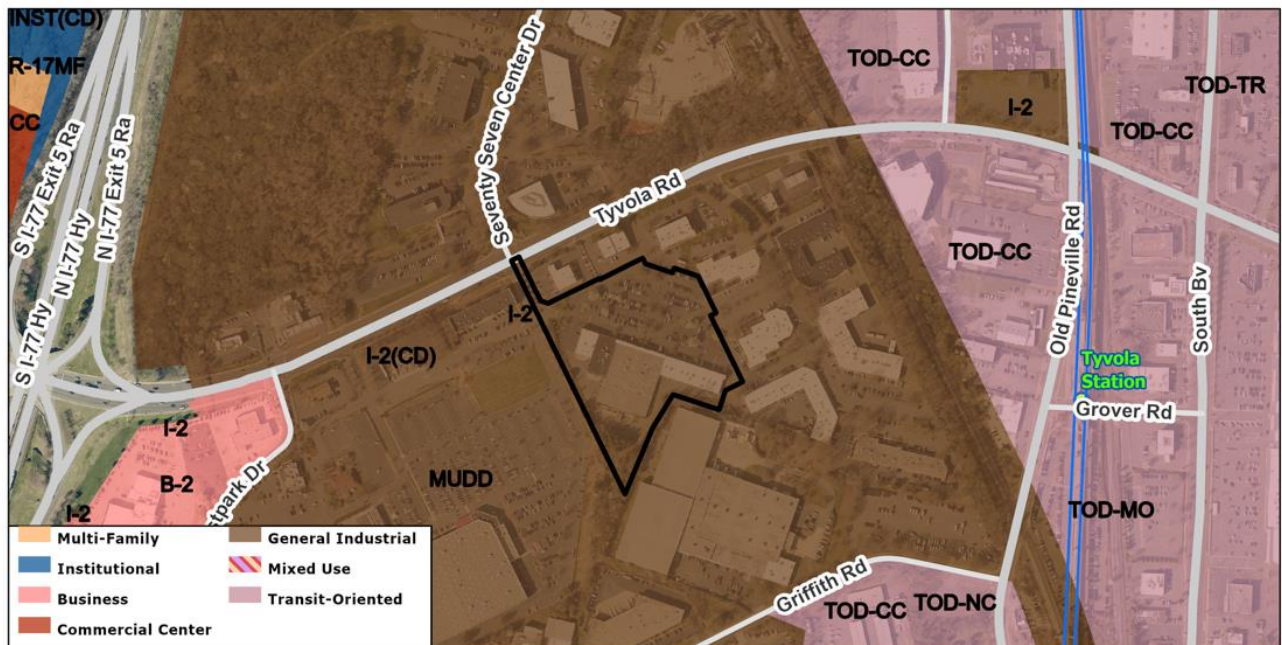 INST(CD)
R-17MF
CC
S I-77 Exit 5 Ra
N I-77 Exit 5 Ra
N I-77 Hy
S I-77 Hy
Seventy Seven Center Dr
Tyvola Rd
TOD-CC
I-2
TOD-TR
TOD-CC
TOD-CC
Old Pineville Rd
South Bv
I-2
I-2(CD)
Tyvola
Station
Grover Rd
I-2
B-2
I-2
stpark Dr
MUDD
TOD-MO
Griffith Rd
TOD-CC
TOD-NC
Multi-Family
Institutional
Business
Commercial Center
General Industrial
Mixed Use
Transit-Oriented